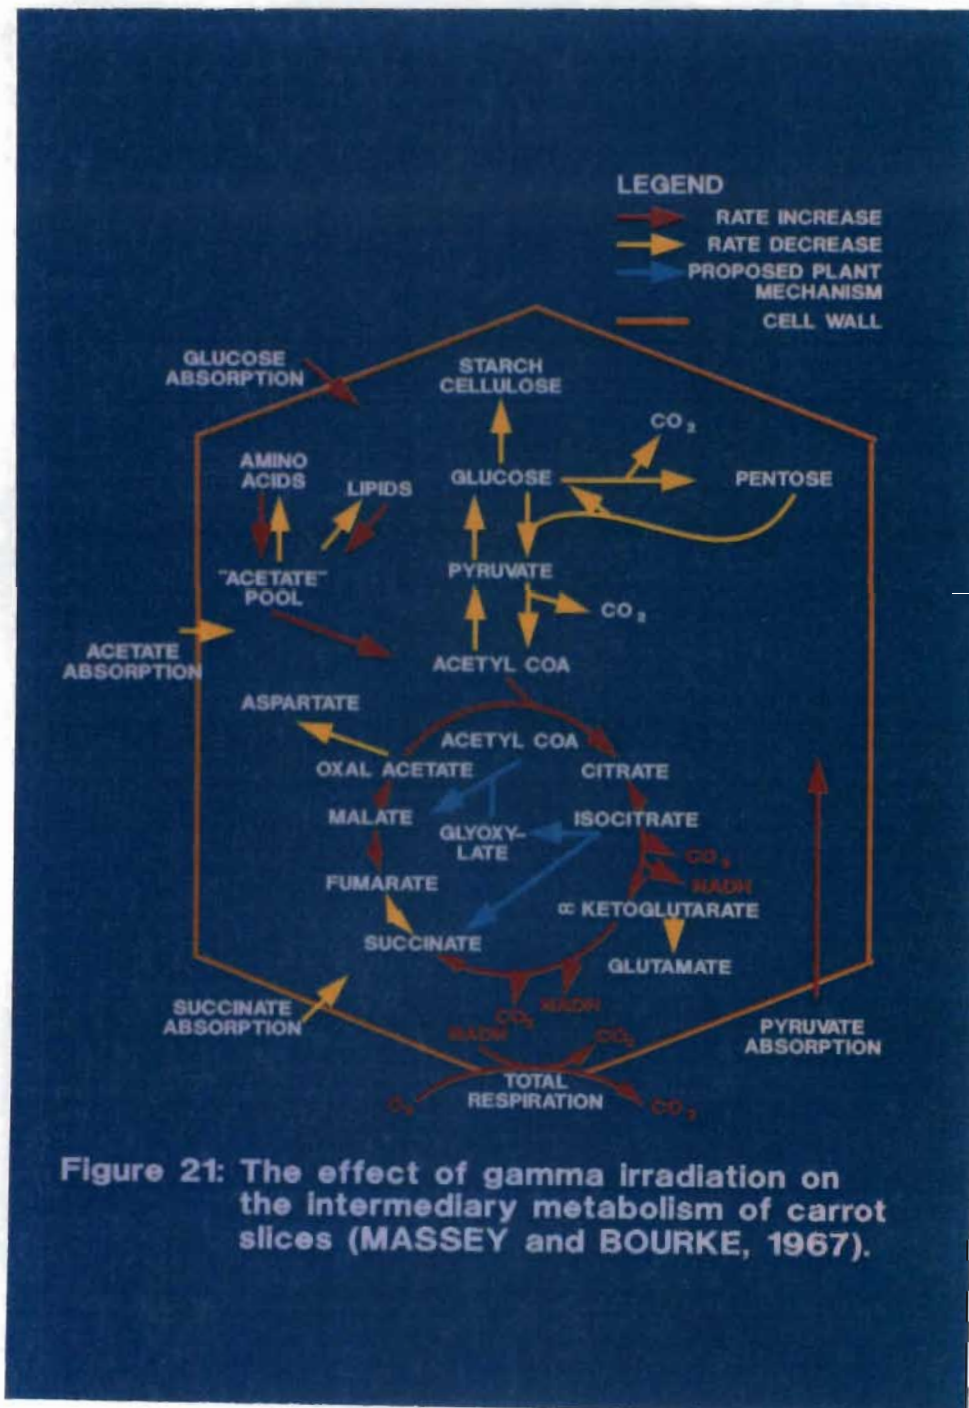 LEGEND
RATE INCREASE
RATE DECREASE
PROPOSED PLANT
MECHANISM
CELL WALL
GLUCOSE
ABSORPTION
STARCH
CELLULOSE
CO₂
AMINO
ACIDS
LIPIDS
GLUCOSE
PENTOSE
"ACETATE"
POOL
PYRUVATE
CO₂
ACETATE
ABSORPTION
ACETYL COA
ASPARTATE
ACETYL COA
OXAL ACETATE
CITRATE
MALATE
GLYOXY-
LATE
ISOCITRATE
CO₂
NADH
FUMARATE
∝ KETOGLUTARATE
SUCCINATE
GLUTAMATE
SUCCINATE
ABSORPTION
CO₂
NADH
NADH
CO₂
PYRUVATE
ABSORPTION
TOTAL
RESPIRATION
O₂
CO₂
Figure 21: The effect of gamma irradiation on
the intermediary metabolism of carrot
slices (MASSEY and BOURKE, 1967).